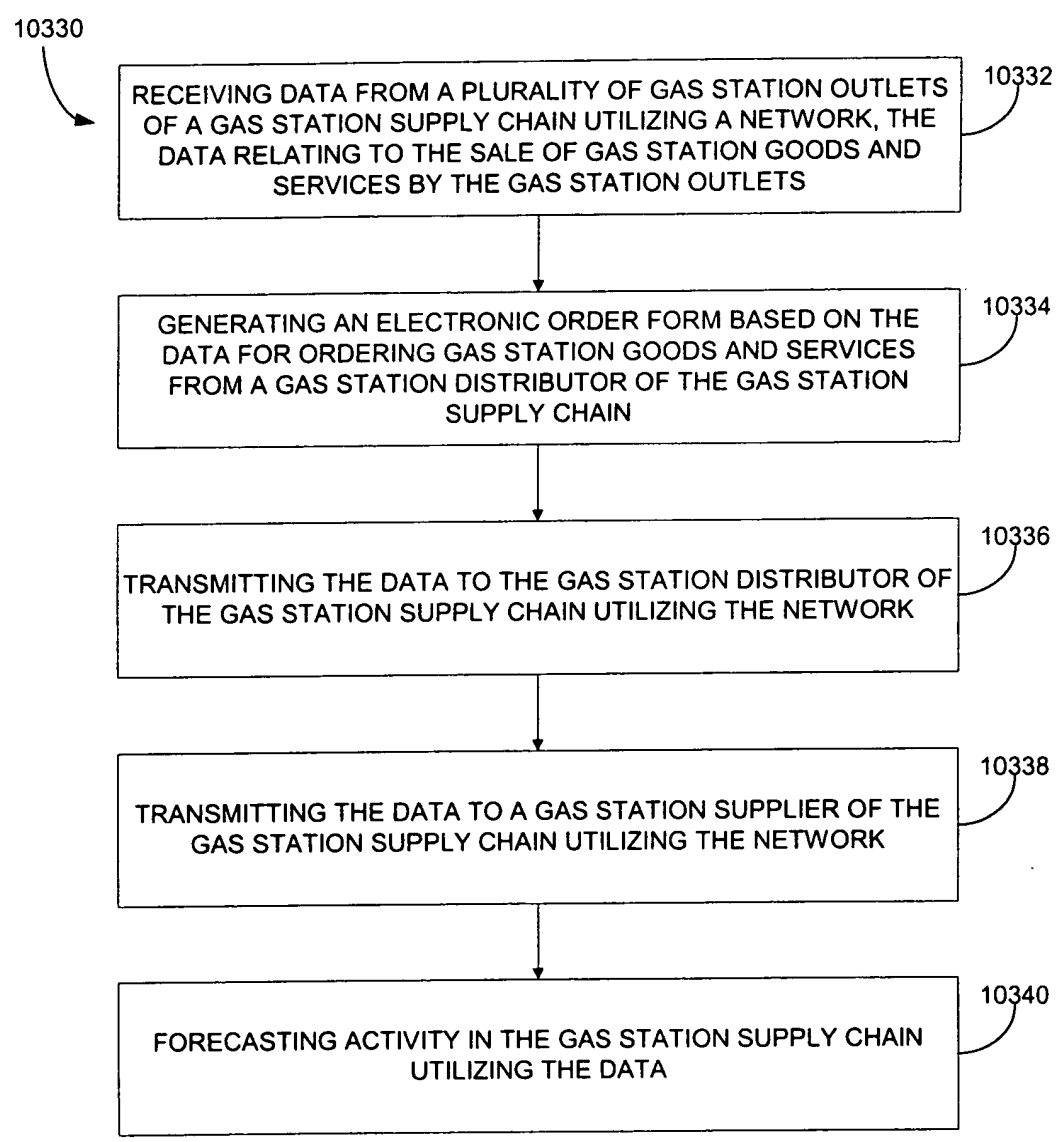 10330
10332
RECEIVING DATA FROM A PLURALITY OF GAS STATION OUTLETS
OF A GAS STATION SUPPLY CHAIN UTILIZING A NETWORK, THE
DATA RELATING TO THE SALE OF GAS STATION GOODS AND
SERVICES BY THE GAS STATION OUTLETS
10334
GENERATING AN ELECTRONIC ORDER FORM BASED ON THE
DATA FOR ORDERING GAS STATION GOODS AND SERVICES
FROM A GAS STATION DISTRIBUTOR OF THE GAS STATION
SUPPLY CHAIN
10336
TRANSMITTING THE DATA TO THE GAS STATION DISTRIBUTOR OF
THE GAS STATION SUPPLY CHAIN UTILIZING THE NETWORK
10338
TRANSMITTING THE DATA TO A GAS STATION SUPPLIER OF THE
GAS STATION SUPPLY CHAIN UTILIZING THE NETWORK
10340
FORECASTING ACTIVITY IN THE GAS STATION SUPPLY CHAIN
UTILIZING THE DATA